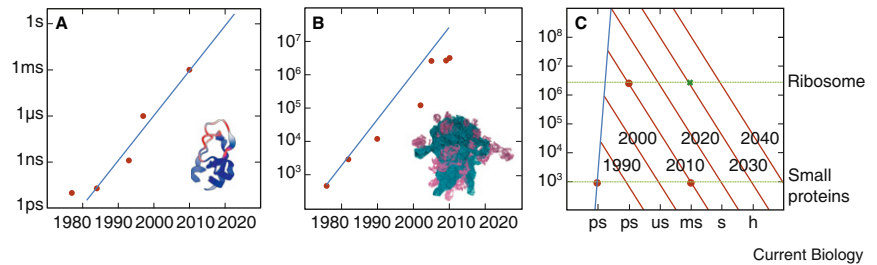 A
1s
1ms
1µs
1ns
1ps
1980 1990 2000 2010 2020
B
10⁷
10⁶
10⁵
10⁴
10³
1980 1990 2000 2010 2020
C
10⁸
10⁷
10⁶
10⁵
10⁴
10³
2000 2020 2040
1990 2010 2030
ps ps us ms s h
Ribosome
Small
proteins
Current Biology